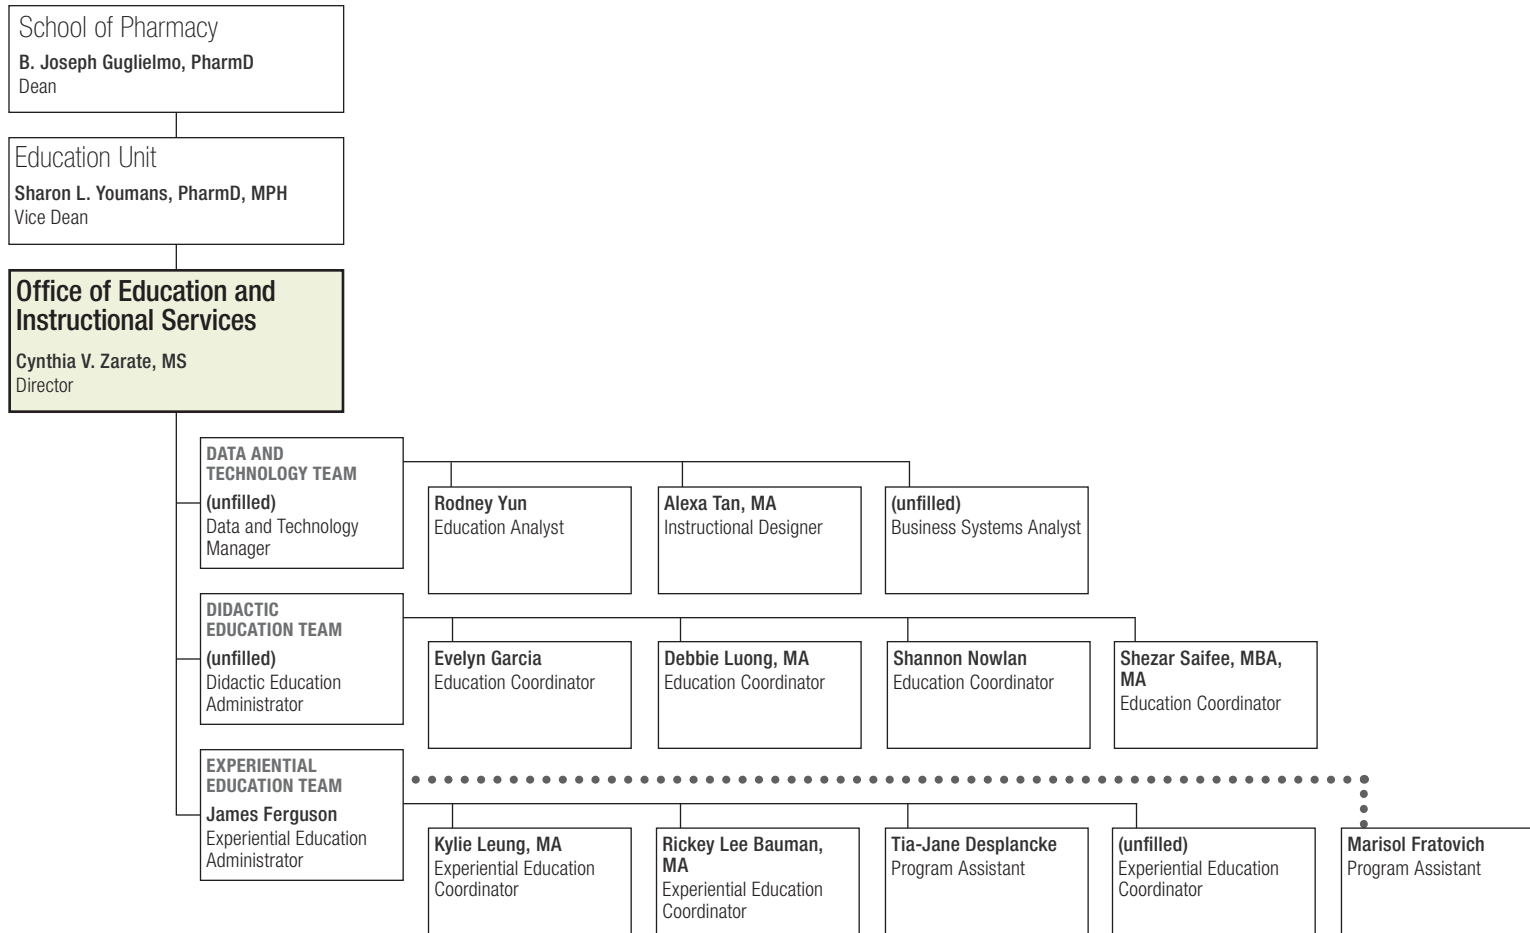 School of Pharmacy
B. Joseph Guglielmo, PharmD
Dean
Education Unit
Sharon L. Youmans, PharmD, MPH
Vice Dean
Office of Education and
Instructional Services
Cynthia V. Zarate, MS
Director
DATA AND
TECHNOLOGY TEAM
(unfilled)
Data and Technology
Manager
Rodney Yun
Education Analyst
Alexa Tan, MA
Instructional Designer
(unfilled)
Business Systems Analyst
DIDACTIC
EDUCATION TEAM
(unfilled)
Didactic Education
Administrator
Evelyn Garcia
Education Coordinator
Debbie Luong, MA
Education Coordinator
Shannon Nowlan
Education Coordinator
Shezar Saifee, MBA,
MA
Education Coordinator
EXPERIENTIAL
EDUCATION TEAM
James Ferguson
Experiential Education
Administrator
Kylie Leung, MA
Experiential Education
Coordinator
Rickey Lee Bauman,
MA
Experiential Education
Coordinator
Tia-Jane Desplancke
Program Assistant
(unfilled)
Experiential Education
Coordinator
Marisol Fratovich
Program Assistant